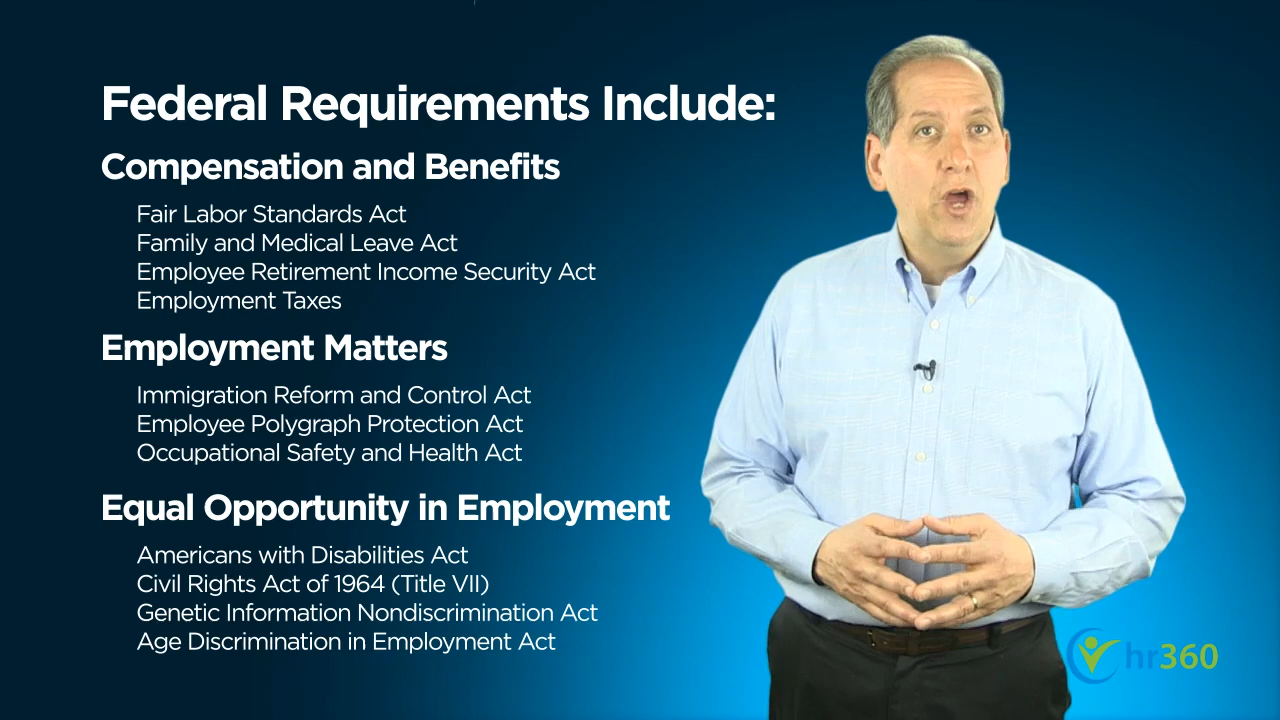 Federal Requirements Include:
Compensation and Benefits
Fair Labor Standards Act
Family and Medical Leave Act
Employee Retirement Income Security Act
Employment Taxes
Employment Matters
Immigration Reform and Control Act
Employee Polygraph Protection Act
Occupational Safety and Health Act
Equal Opportunity in Employment
Americans with Disabilities Act
Civil Rights Act of 1964 (Title VII)
Genetic Information Nondiscrimination Act
Age Discrimination in Employment Act
hr360